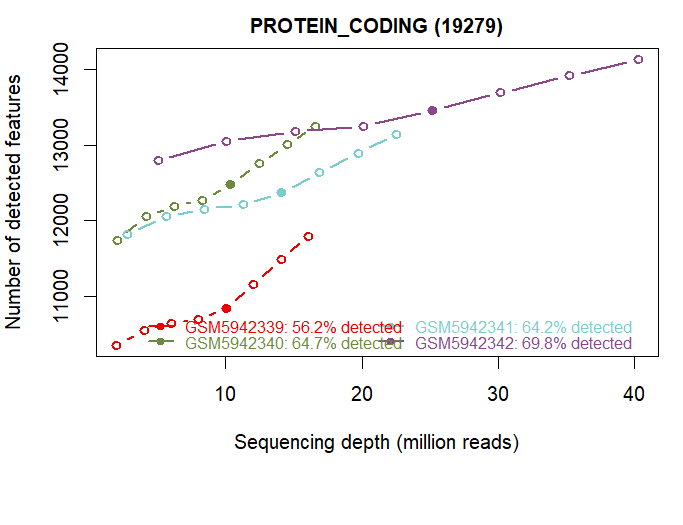 PROTEIN_CODING (19279)
Number of detected features
14000
13000
12000
11000
GSM5942339: 56.2% detected GSM5942341: 64.2% detected
GSM5942340: 64.7% detected GSM5942342: 69.8% detected
10 20 30 40
Sequencing depth (million reads)